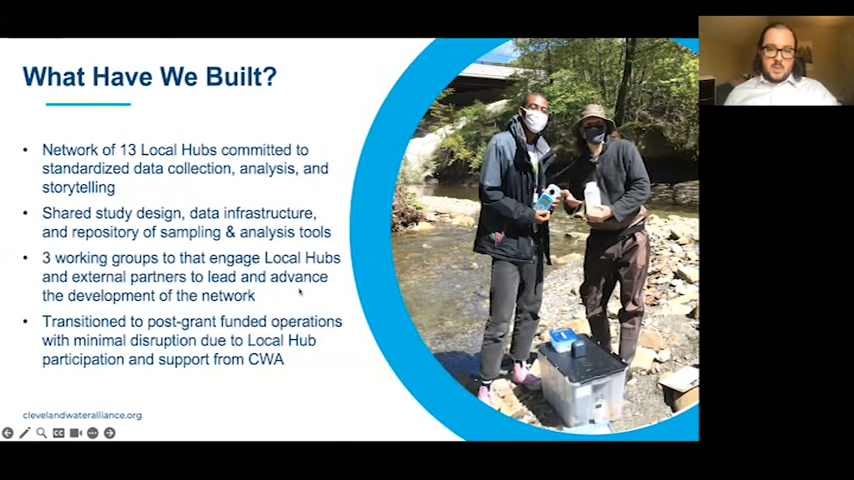 What Have We Built?
• Network of 13 Local Hubs committed to
standardized data collection, analysis, and
storytelling
• Shared study design, data infrastructure,
and repository of sampling & analysis tools
• 3 working groups to that engage Local Hubs
and external partners to lead and advance
the development of the network
• Transitioned to post-grant funded operations
with minimal disruption due to Local Hub
participation and support from CWA
clevelandwateralliance.org
CC